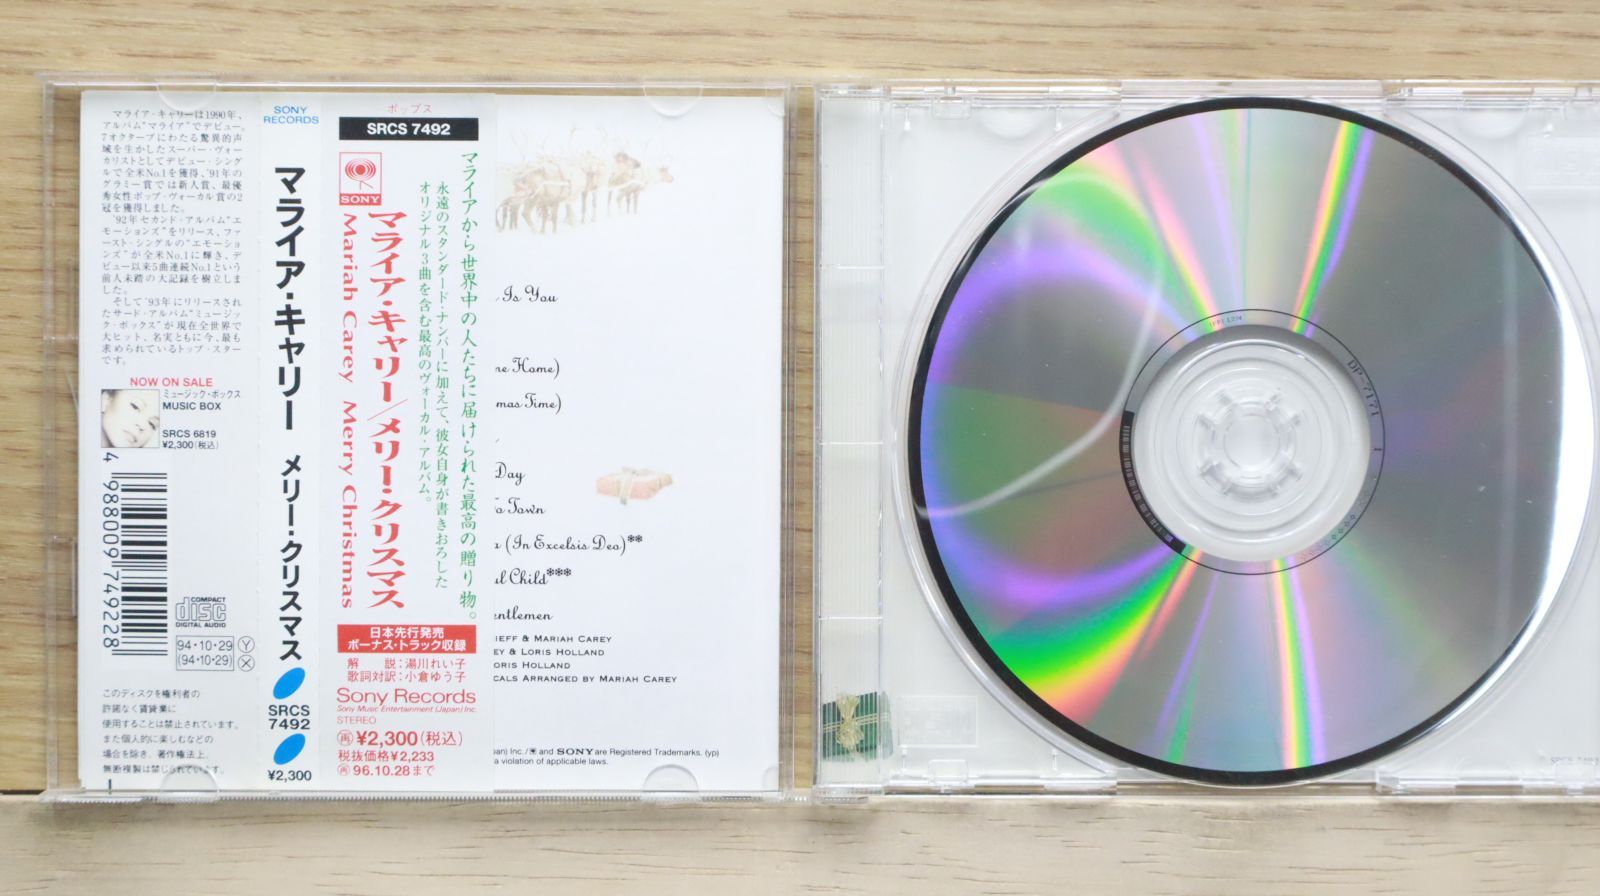 マライア・キャリーは1990年、
アルバム“マライア”でデビュー。
7オクターブにわたる驚異的声
域を生かしたスーパー・ヴォー
カリストとしてデビュー・シング
ルで全米No.1を獲得、'91年の
グラミー賞では新人賞、最優
秀女性ポップ・ヴォーカル賞の2
冠を獲得しました。
'92年セカンド・アルバム“エ
モーションズ”をリリース、ファ
ースト・シングルの“エモーショ
ンズ”が全米No.1に輝き、デ
ビュー以来5曲連続No.1という
前人未踏の大記録を樹立しま
した。
そして'93年にリリースされ
たサード・アルバム“ミュージッ
ク・ボックス”が現在全世界で
大ヒット、名実ともに今、最も
求められているトップ・スター
です。
NOW ON SALE
ミュージック・ボックス
MUSIC BOX
SRCS 6819
¥2,300(税込)
4 988009 749228
COMPACT
disc
DIGITAL AUDIO
94・10・29 Ⓨ
(94・10・29) Ⓧ
このディスクを権利者の
許諾なく賃貸業に
使用することは禁止されています。
また個人的に楽しむなどの
場合を除き、著作権法上、
無断複製は禁じられています。
SONY
RECORDS
マライア・キャリー メリー・クリスマス
SRCS
7492
¥2,300
ポップス
SRCS 7492
マライアから世界中の人たちに届けられた最高の贈り物。
永遠のスタンダード・ナンバーに加えて、彼女自身が書きおろした
オリジナル3曲を含む最高のヴォーカル・アルバム。
SONY
マライア・キャリー/メリー・クリスマス
Mariah Carey Merry Christmas
日本先行発売
ボーナス・トラック収録
解 説:湯川れい子
歌詞対訳:小倉ゆう子
Sony Records
Sony Music Entertainment (Japan) Inc.
STEREO
㊢¥2,300(税込)
税抜価格¥2,233
㊢96.10.28まで
Is You
ne Home)
mas Time)
Day
To Town
(In Excelsis Deo)**
ul Child***
entlemen
IEFF & MARIAH CAREY
EY & LORIS HOLLAND
ORIS HOLLAND
CALS ARRANGED BY MARIAH CAREY
an) Inc./ and SONY are Registered Trademarks. (yp)
a violation of applicable laws.
DP-7171 1